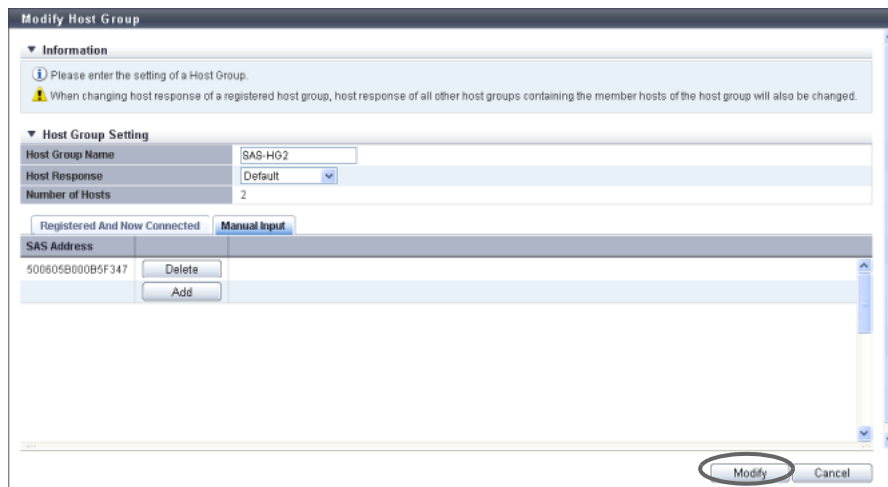 Modify Host Group
Information
Please enter the setting of a Host Group.
When changing host response of a registered host group, host response of all other host groups containing the member hosts of the host group will also be changed.
Host Group Setting
Host Group Name SAS-HG2
Host Response Default
Number of Hosts 2
Registered And Now Connected Manual Input
SAS Address
500605B000B5F347 Delete
Add
Modify Cancel